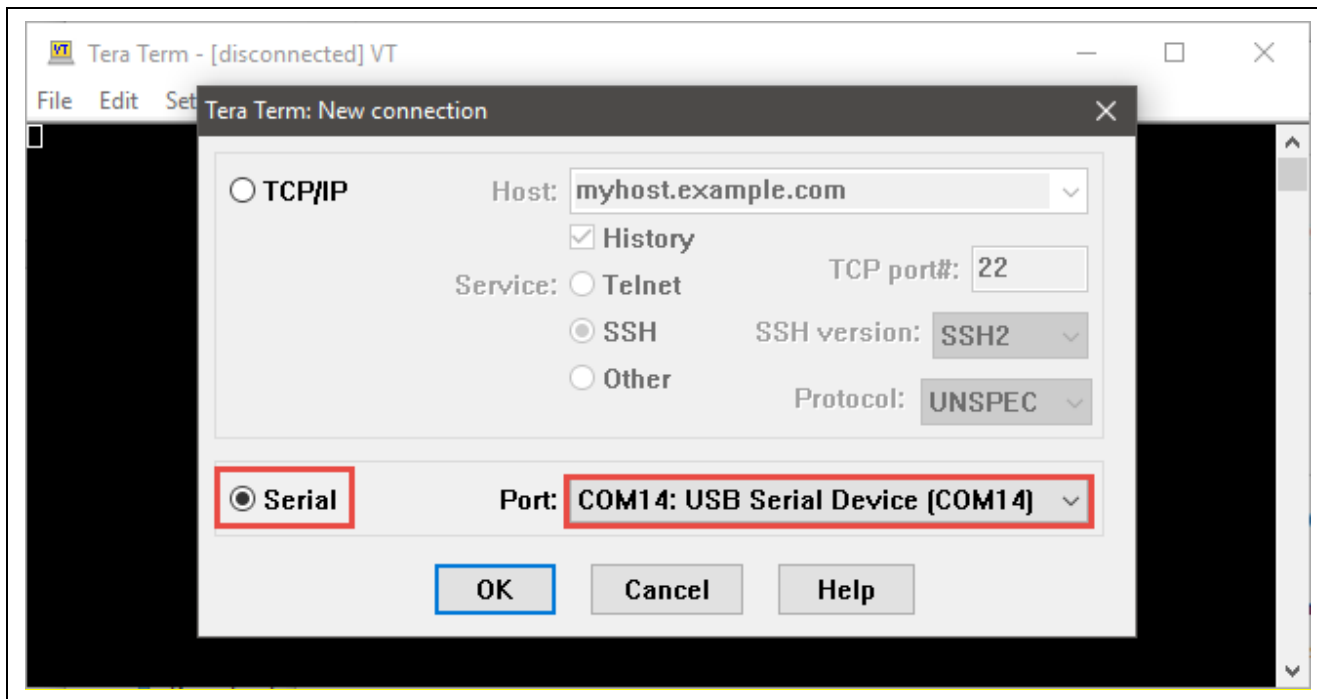 VT Tera Term - [disconnected] VT
File Edit Set
Tera Term: New connection
TCP/IP Host: myhost.example.com
History
TCP port#: 22
Service: Telnet
SSH SSH version: SSH2
Other
Protocol: UNSPEC
Serial Port: COM14: USB Serial Device (COM14)
OK Cancel Help